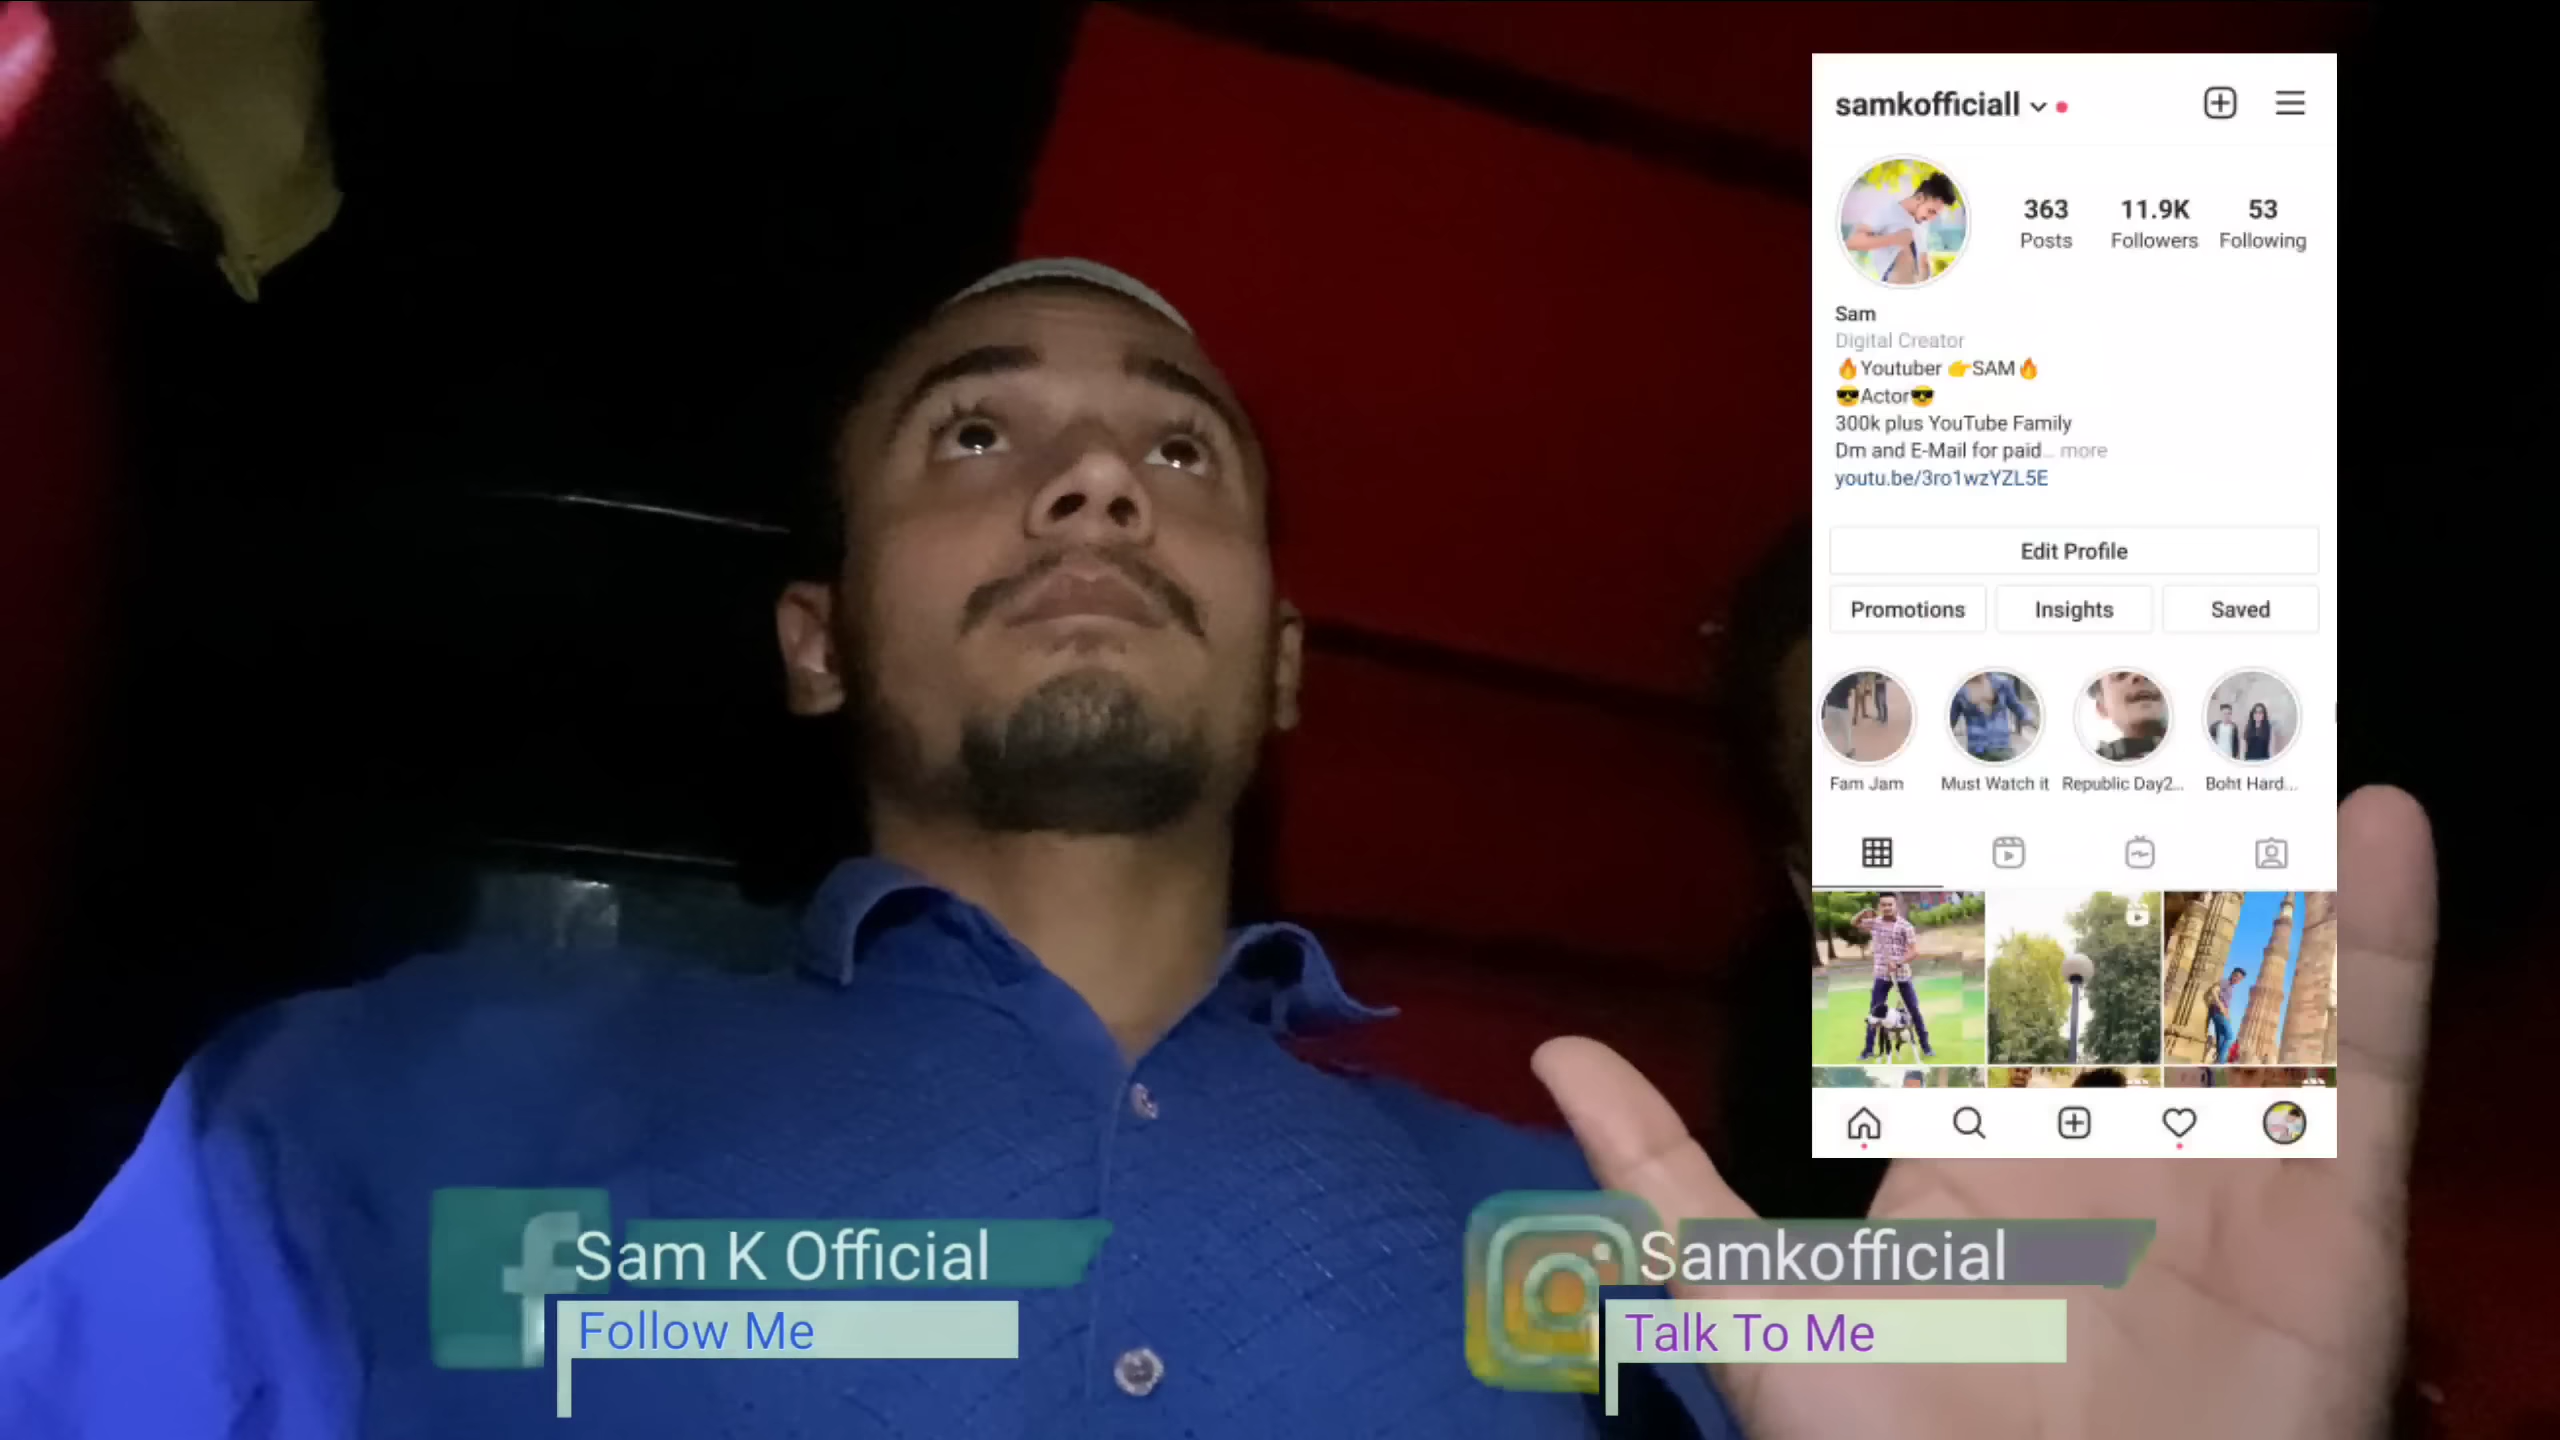 samkofficiall
363
11.9K
53
Posts
Followers
Following
Sam
Digital Creator
🔥Youtuber 👉SAM🔥
😎Actor😎
300k plus YouTube Family
Dm and E-Mail for paid... more
youtu.be/3ro1wzYZL5E
Edit Profile
Promotions
Insights
Saved
Fam Jam
Must Watch it
Republic Day2...
Boht Hard...
Sam K Official
Follow Me
Samkofficial
Talk To Me